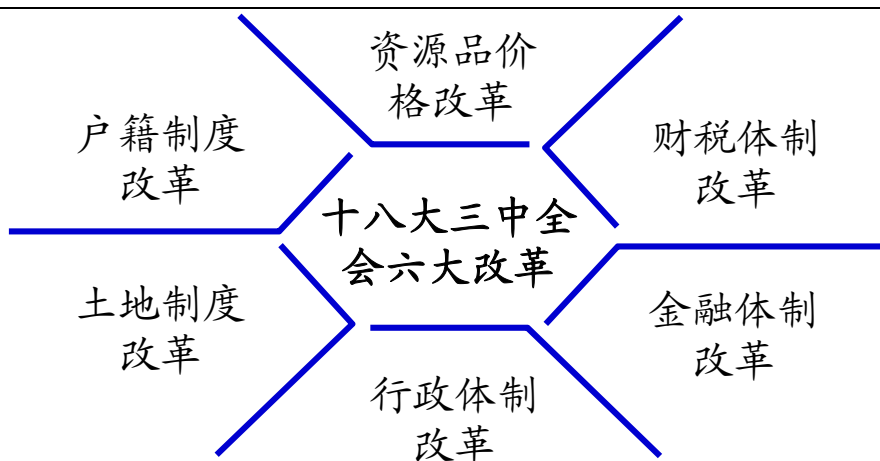 资源品价
格改革
户籍制度
改革
财税体制
改革
十八大三中全
会六大改革
土地制度
改革
金融体制
改革
行政体制
改革